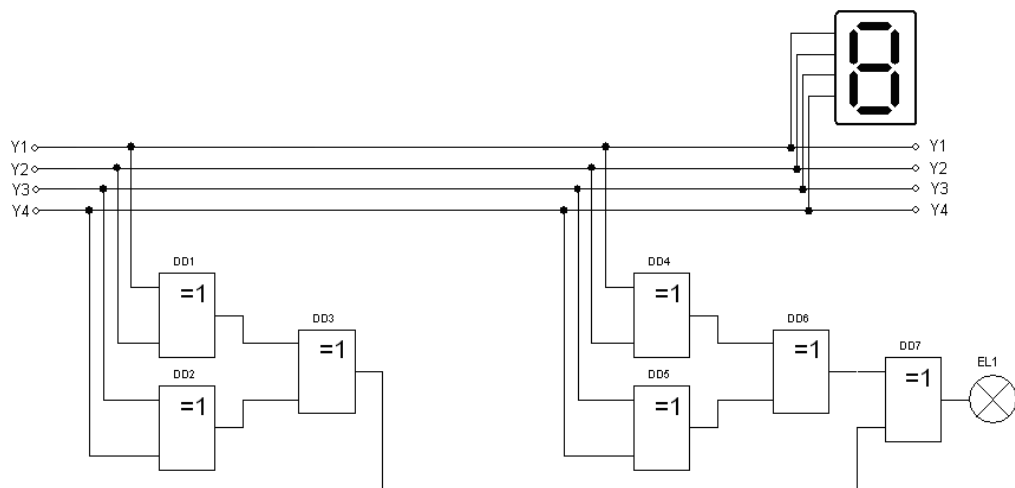 Y1 Y1
Y2 Y2
Y3 Y3
Y4 Y4
DD1 DD4
=1 =1
DD3 DD6
=1 =1
DD7 EL1
=1
DD2 DD5
=1 =1
8